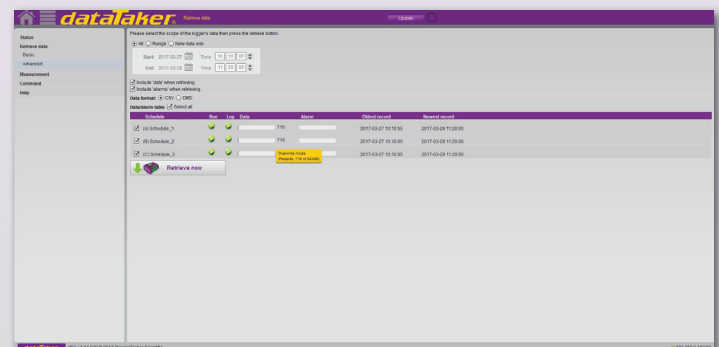 dataTaker
Retrieve data
Update
Status
Retrieve data
Basic
Advanced
Measurement
Command
Help
Please select the scope of the logger's data then press the retrieve button.
All Range New data only
Start 2017-03-27 Time 10 10 05
End 2017-03-29 Time 11 20 00
Include 'data' when retrieving.
Include 'alarms' when retrieving.
Data format: CSV DBD
Data/Alarm table: Select all
Schedule Run Log Data Alarm Oldest record Newest record
(A) Schedule_1 716 2017-03-27 10:10:05 2017-03-29 11:20:00
(B) Schedule_2 716 2017-03-27 10:10:05 2017-03-29 11:20:00
(C) Schedule_3 2017-03-27 10:10:05 2017-03-29 11:20:00
Overwrite mode
Retrieve now